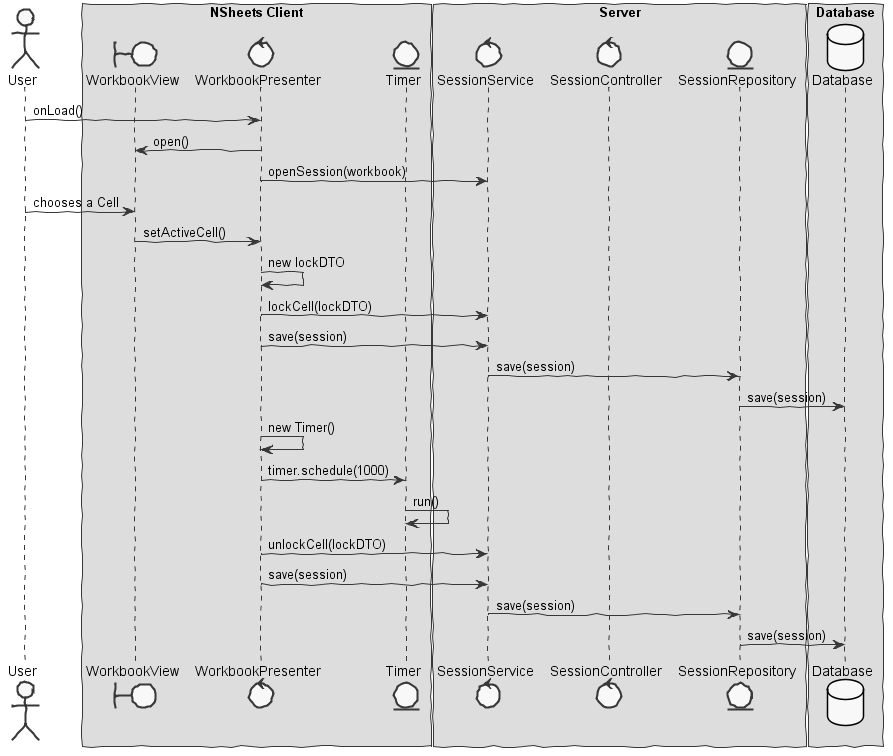 NSheets Client Server Database
User WorkbookView WorkbookPresenter Timer SessionService SessionController SessionRepository Database
onLoad()
open()
openSession(workbook)
chooses a Cell
setActiveCell()
new lockDTO
lockCell(lockDTO)
save(session)
save(session)
save(session)
new Timer()
timer.schedule(1000)
run()
unlockCell(lockDTO)
save(session)
save(session)
save(session)
User WorkbookView WorkbookPresenter Timer SessionService SessionController SessionRepository Database